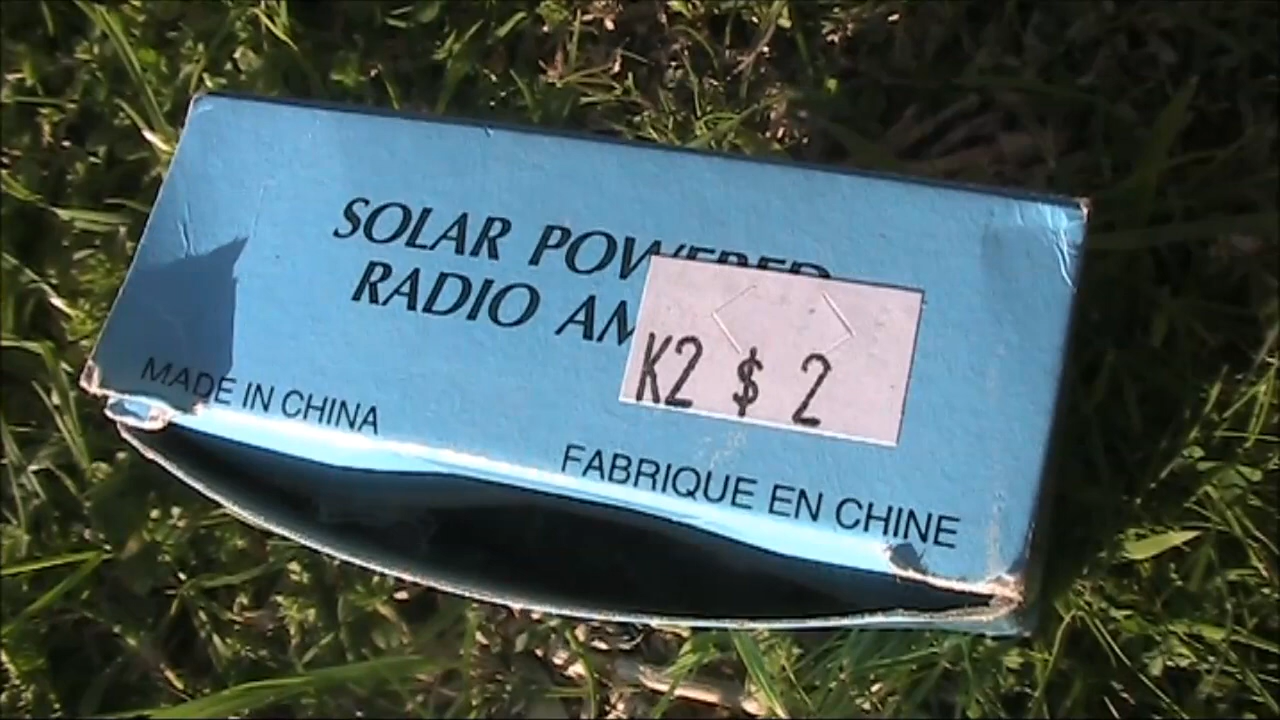 SOLAR POWERED
RADIO AM
K2 $ 2
MADE IN CHINA
FABRIQUE EN CHINE